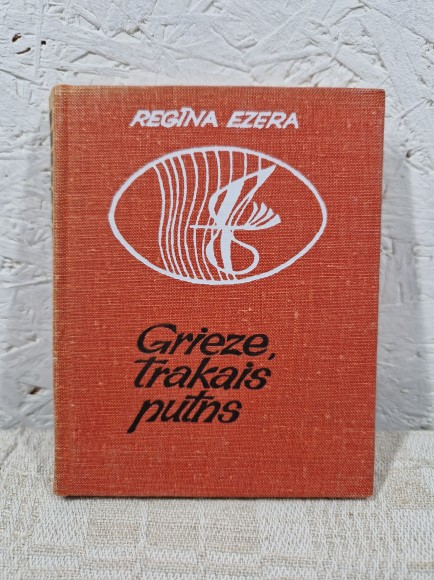 REGĪNA EZERA
Grieze,
trakais
putns